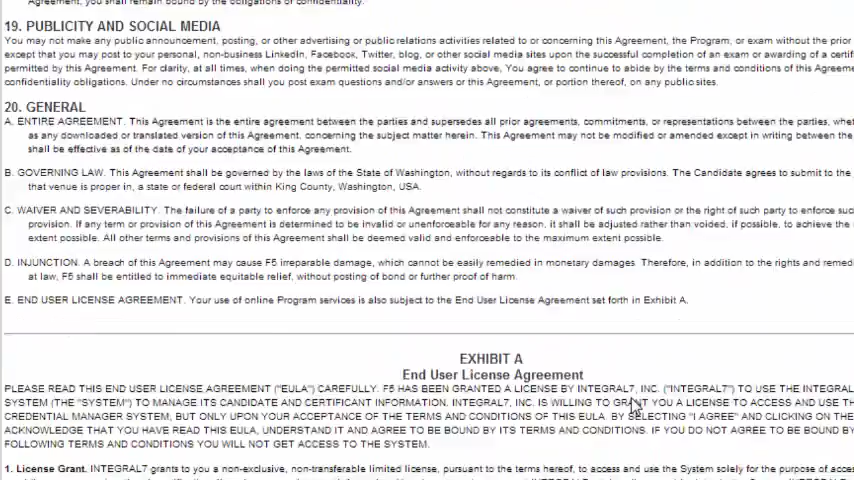 Agreement, you shall remain bound by the obligations of confidentiality.
19. PUBLICITY AND SOCIAL MEDIA
You may not make any public announcement, posting, or other advertising or public relations activities related to or concerning this Agreement, the Program, or exam without the prior
except that you may post to your personal, non-business LinkedIn, Facebook, Twitter, blog, or other social media sites upon the successful completion of an exam or awarding of a
permitted by this Agreement. For clarity, at all times, when doing the permitted social media activity above, You agree to continue to abide by the terms and conditions of this
confidentiality obligations. Under no circumstances shall you post exam questions and/or answers or this Agreement, or portion thereof, on any public sites.
20. GENERAL
A. ENTIRE AGREEMENT. This Agreement is the entire agreement between the parties and supersedes all prior agreements, commitments, or representations between the parties,
as any downloaded or translated version of this Agreement, concerning the subject matter herein. This Agreement may not be modified or amended except in writing between the
shall be effective as of the date of your acceptance of this Agreement.
B. GOVERNING LAW. This Agreement shall be governed by the laws of the State of Washington, without regards to its conflict of law provisions. The Candidate agrees to submit to the
that venue is proper in, a state or federal court within King County, Washington, USA.
C. WAIVER AND SEVERABILITY. The failure of a party to enforce any provision of this Agreement shall not constitute a waiver of such provision or the right of such party to enforce
provision. If any term or provision of this Agreement is determined to be invalid or unenforceable for any reason, it shall be adjusted rather than voided, if possible, to achieve the
extent possible. All other terms and provisions of this Agreement shall be deemed valid and enforceable to the maximum extent possible.
D. INJUNCTION. A breach of this Agreement may cause F5 irreparable damage, which cannot be easily remedied in monetary damages. Therefore, in addition to the rights and
at law, F5 shall be entitled to immediate equitable relief, without posting of bond or further proof of harm.
E. END USER LICENSE AGREEMENT. Your use of online Program services is also subject to the End User License Agreement set forth in Exhibit A.
EXHIBIT A
End User License Agreement
PLEASE READ THIS END USER LICENSE AGREEMENT ("EULA") CAREFULLY. F5 HAS BEEN GRANTED A LICENSE BY INTEGRAL7, INC. ("INTEGRAL7") TO USE THE INTEGRAL
SYSTEM (THE "SYSTEM") TO MANAGE ITS CANDIDATE AND CERTIFICANT INFORMATION. INTEGRAL7, INC. IS WILLING TO GRANT YOU A LICENSE TO ACCESS AND USE
CREDENTIAL MANAGER SYSTEM, BUT ONLY UPON YOUR ACCEPTANCE OF THE TERMS AND CONDITIONS OF THIS EULA. BY SELECTING "I AGREE" AND CLICKING ON THE
ACKNOWLEDGE THAT YOU HAVE READ THIS EULA, UNDERSTAND IT AND AGREE TO BE BOUND BY ITS TERMS AND CONDITIONS. IF YOU DO NOT AGREE TO BE BOUND BY
FOLLOWING TERMS AND CONDITIONS YOU WILL NOT GET ACCESS TO THE SYSTEM.
1. License Grant. INTEGRAL7 grants to you a non-exclusive, non-transferable limited license, pursuant to the terms hereof, to access and use the System solely for the purpose of